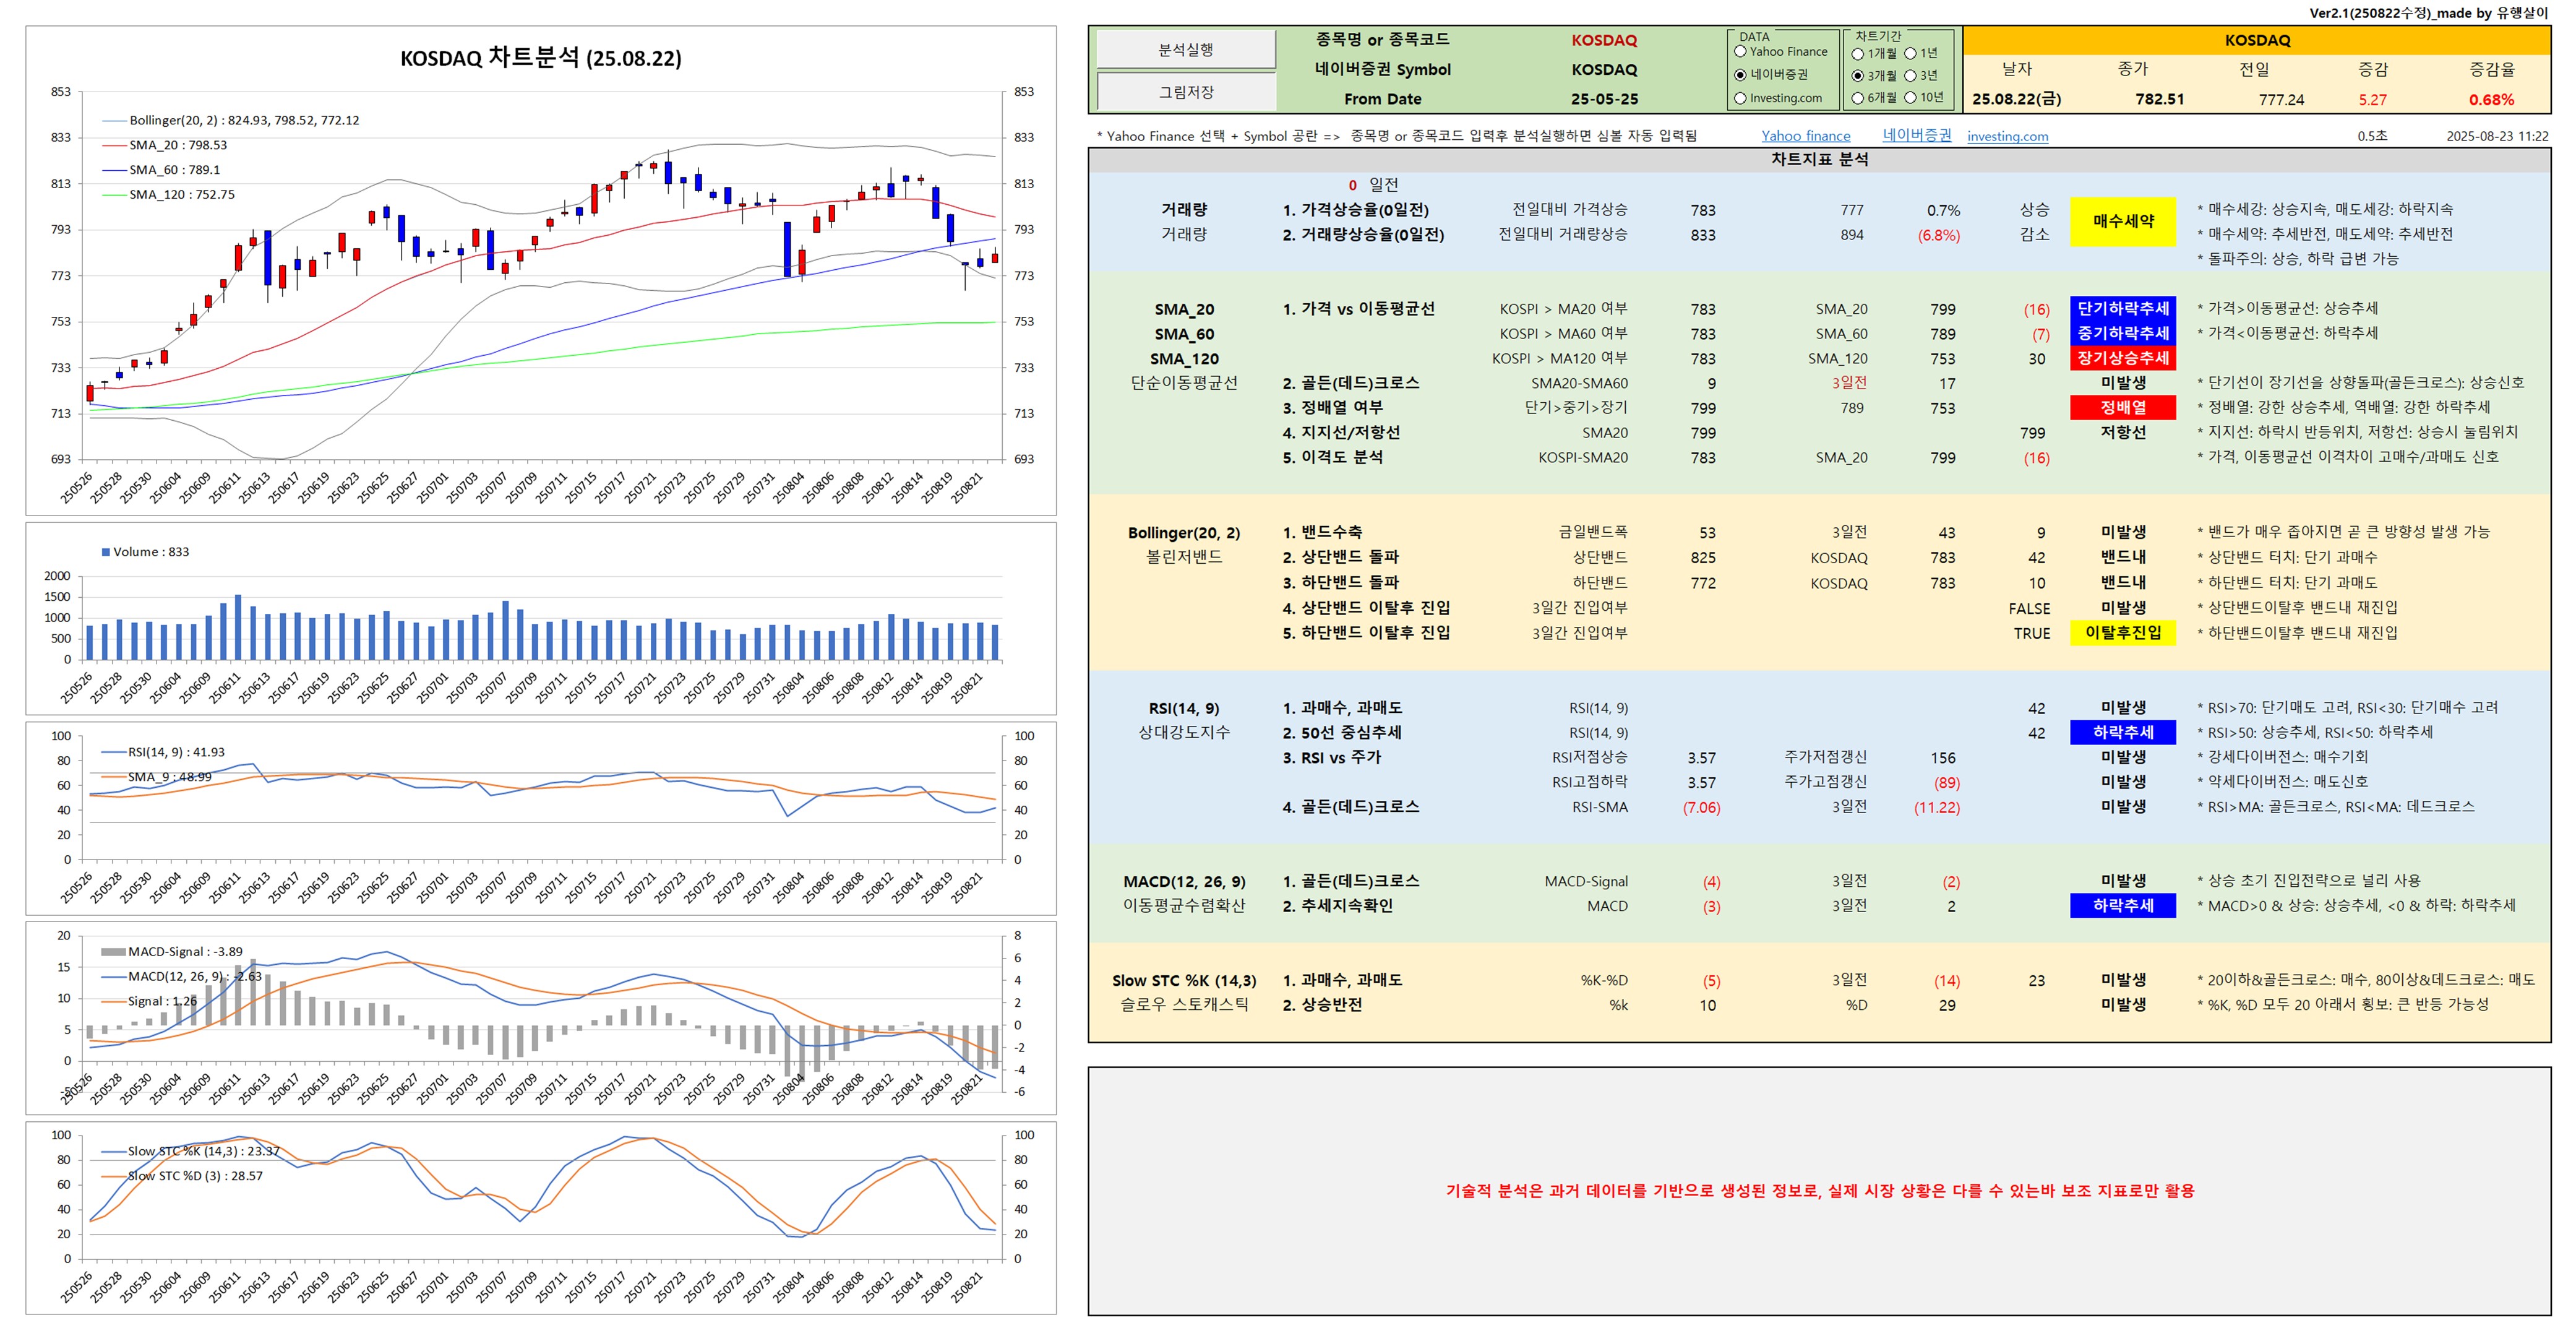 Ver2.1(250822수정)_made by 유행살이
KOSDAQ 차트분석 (25.08.22)
853 853
Bollinger(20, 2) : 824.93, 798.52, 772.12
833 833
SMA_20 : 798.53
SMA_60 : 789.1
813 813
SMA_120 : 752.75
793 793
773 773
753 753
733 733
713 713
693 693
250526 250528 250530 250604 250609 250611 250613 250617 250619 250623 250625 250627 250701 250703 250707 250709 250711 250715 250717 250721 250723 250725 250729 250731 250804 250806 250808 250812 250814 250819 250821
Volume : 833
2000
1500
1000
500
0
250526 250528 250530 250604 250609 250611 250613 250617 250619 250623 250625 250627 250701 250703 250707 250709 250711 250715 250717 250721 250723 250725 250729 250731 250804 250806 250808 250812 250814 250819 250821
100 100
RSI(14, 9) : 41.93
80 80
SMA_9 : 48.99
60 60
40 40
20 20
0 0
250526 250528 250530 250604 250609 250611 250613 250617 250619 250623 250625 250627 250701 250703 250707 250709 250711 250715 250717 250721 250723 250725 250729 250731 250804 250806 250808 250812 250814 250819 250821
20 8
MACD-Signal : -3.89
6
15
MACD(12, 26, 9) : -2.63
4
10
Signal : 1.26
2
5 0
0 -2
-4
-5 -6
250526 250528 250530 250604 250609 250611 250613 250617 250619 250623 250625 250627 250701 250703 250707 250709 250711 250715 250717 250721 250723 250725 250729 250731 250804 250806 250808 250812 250814 250819 250821
100 100
Slow STC %K (14,3) : 23.37
80 80
Slow STC %D (3) : 28.57
60 60
40 40
20 20
0 0
250526 250528 250530 250604 250609 250611 250613 250617 250619 250623 250625 250627 250701 250703 250707 250709 250711 250715 250717 250721 250723 250725 250729 250731 250804 250806 250808 250812 250814 250819 250821
분석실행
그림저장
종목명 or 종목코드 KOSDAQ
네이버증권 Symbol KOSDAQ
From Date 25-05-25
DATA
Yahoo Finance
네이버증권
Investing.com
차트기간
1개월 1년
3개월 3년
6개월 10년
KOSDAQ
날자 종가 전일 증감 증감율
25.08.22(금) 782.51 777.24 5.27 0.68%
* Yahoo Finance 선택 + Symbol 공란 => 종목명 or 종목코드 입력후 분석실행하면 심볼 자동 입력됨 Yahoo finance 네이버증권 investing.com 0.5초 2025-08-23 11:22
차트지표 분석
0 일전
거래량 1. 가격상승율(0일전) 전일대비 가격상승 783 777 0.7% 상승 매수세약 * 매수세강: 상승지속, 매도세강: 하락지속
거래량 2. 거래량상승율(0일전) 전일대비 거래량상승 833 894 (6.8%) 감소 * 매수세약: 추세반전, 매도세약: 추세반전
* 돌파주의: 상승, 하락 급변 가능
SMA_20 1. 가격 vs 이동평균선 KOSPI > MA20 여부 783 SMA_20 799 (16) 단기하락추세 * 가격>이동평균선: 상승추세
SMA_60 KOSPI > MA60 여부 783 SMA_60 789 (7) 중기하락추세 * 가격<이동평균선: 하락추세
SMA_120 KOSPI > MA120 여부 783 SMA_120 753 30 장기상승추세
단순이동평균선 2. 골든(데드)크로스 SMA20-SMA60 9 3일전 17 미발생 * 단기선이 장기선을 상향돌파(골든크로스): 상승신호
3. 정배열 여부 단기>중기>장기 799 789 753 정배열 * 정배열: 강한 상승추세, 역배열: 강한 하락추세
4. 지지선/저항선 SMA20 799 799 저항선 * 지지선: 하락시 반등위치, 저항선: 상승시 눌림위치
5. 이격도 분석 KOSPI-SMA20 783 SMA_20 799 (16) * 가격, 이동평균선 이격차이 고매수/과매도 신호
Bollinger(20, 2) 1. 밴드수축 금일밴드폭 53 3일전 43 9 미발생 * 밴드가 매우 좁아지면 곧 큰 방향성 발생 가능
볼린저밴드 2. 상단밴드 돌파 상단밴드 825 KOSDAQ 783 42 밴드내 * 상단밴드 터치: 단기 과매수
3. 하단밴드 돌파 하단밴드 772 KOSDAQ 783 10 밴드내 * 하단밴드 터치: 단기 과매도
4. 상단밴드 이탈후 진입 3일간 진입여부 FALSE 미발생 * 상단밴드이탈후 밴드내 재진입
5. 하단밴드 이탈후 진입 3일간 진입여부 TRUE 이탈후진입 * 하단밴드이탈후 밴드내 재진입
RSI(14, 9) 1. 과매수, 과매도 RSI(14, 9) 42 미발생 * RSI>70: 단기매도 고려, RSI<30: 단기매수 고려
상대강도지수 2. 50선 중심추세 RSI(14, 9) 42 하락추세 * RSI>50: 상승추세, RSI<50: 하락추세
3. RSI vs 주가 RSI저점상승 3.57 주가저점갱신 156 미발생 * 강세다이버전스: 매수기회
RSI고점하락 3.57 주가고점갱신 (89) 미발생 * 약세다이버전스: 매도신호
4. 골든(데드)크로스 RSI-SMA (7.06) 3일전 (11.22) 미발생 * RSI>MA: 골든크로스, RSI<MA: 데드크로스
MACD(12, 26, 9) 1. 골든(데드)크로스 MACD-Signal (4) 3일전 (2) 미발생 * 상승 초기 진입전략으로 널리 사용
이동평균수렴확산 2. 추세지속확인 MACD (3) 3일전 2 하락추세 * MACD>0 & 상승: 상승추세, <0 & 하락: 하락추세
Slow STC %K (14,3) 1. 과매수, 과매도 %K-%D (5) 3일전 (14) 23 미발생 * 20이하&골든크로스: 매수, 80이상&데드크로스: 매도
슬로우 스토캐스틱 2. 상승반전 %k 10 %D 29 미발생 * %K, %D 모두 20 아래서 횡보: 큰 반등 가능성
기술적 분석은 과거 데이터를 기반으로 생성된 정보로, 실제 시장 상황은 다를 수 있는바 보조 지표로만 활용